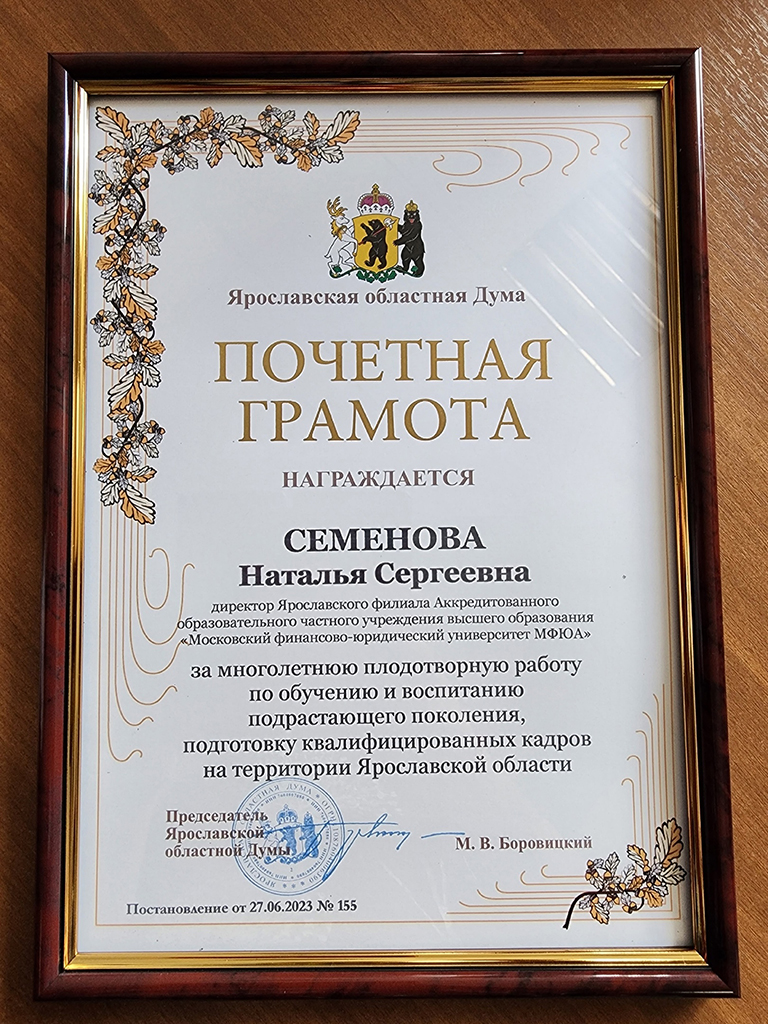 Ярославская областная Дума
ПОЧЕТНАЯ
ГРАМОТА
НАГРАЖДАЕТСЯ
СЕМЕНОВА
Наталья Сергеевна
директор Ярославского филиала Аккредитованного
образовательного частного учреждения высшего образования
«Московский финансово-юридический университет МФЮА»
за многолетнюю плодотворную работу
по обучению и воспитанию
подрастающего поколения,
подготовку квалифицированных кадров
на территории Ярославской области
Председатель
Ярославской
областной Думы
М. В. Боровицкий
Постановление от 27.06.2023 № 155